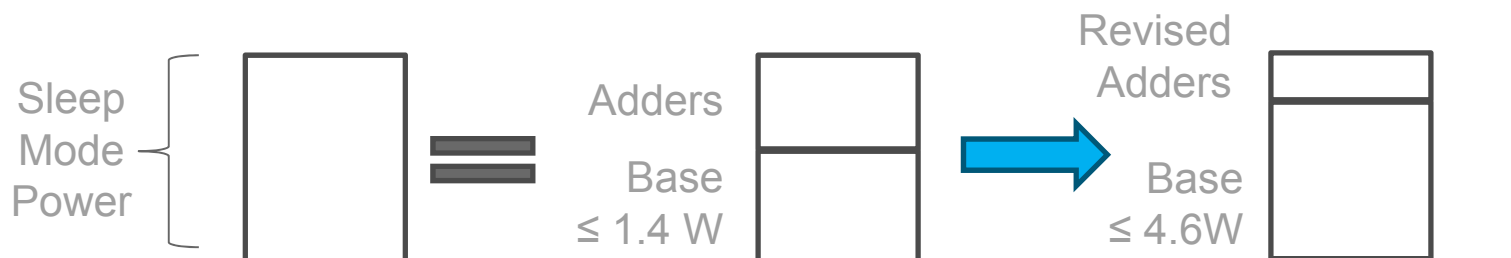 Sleep
Mode
Power
Adders
Base
≤ 1.4 W
Revised
Adders
Base
≤ 4.6W